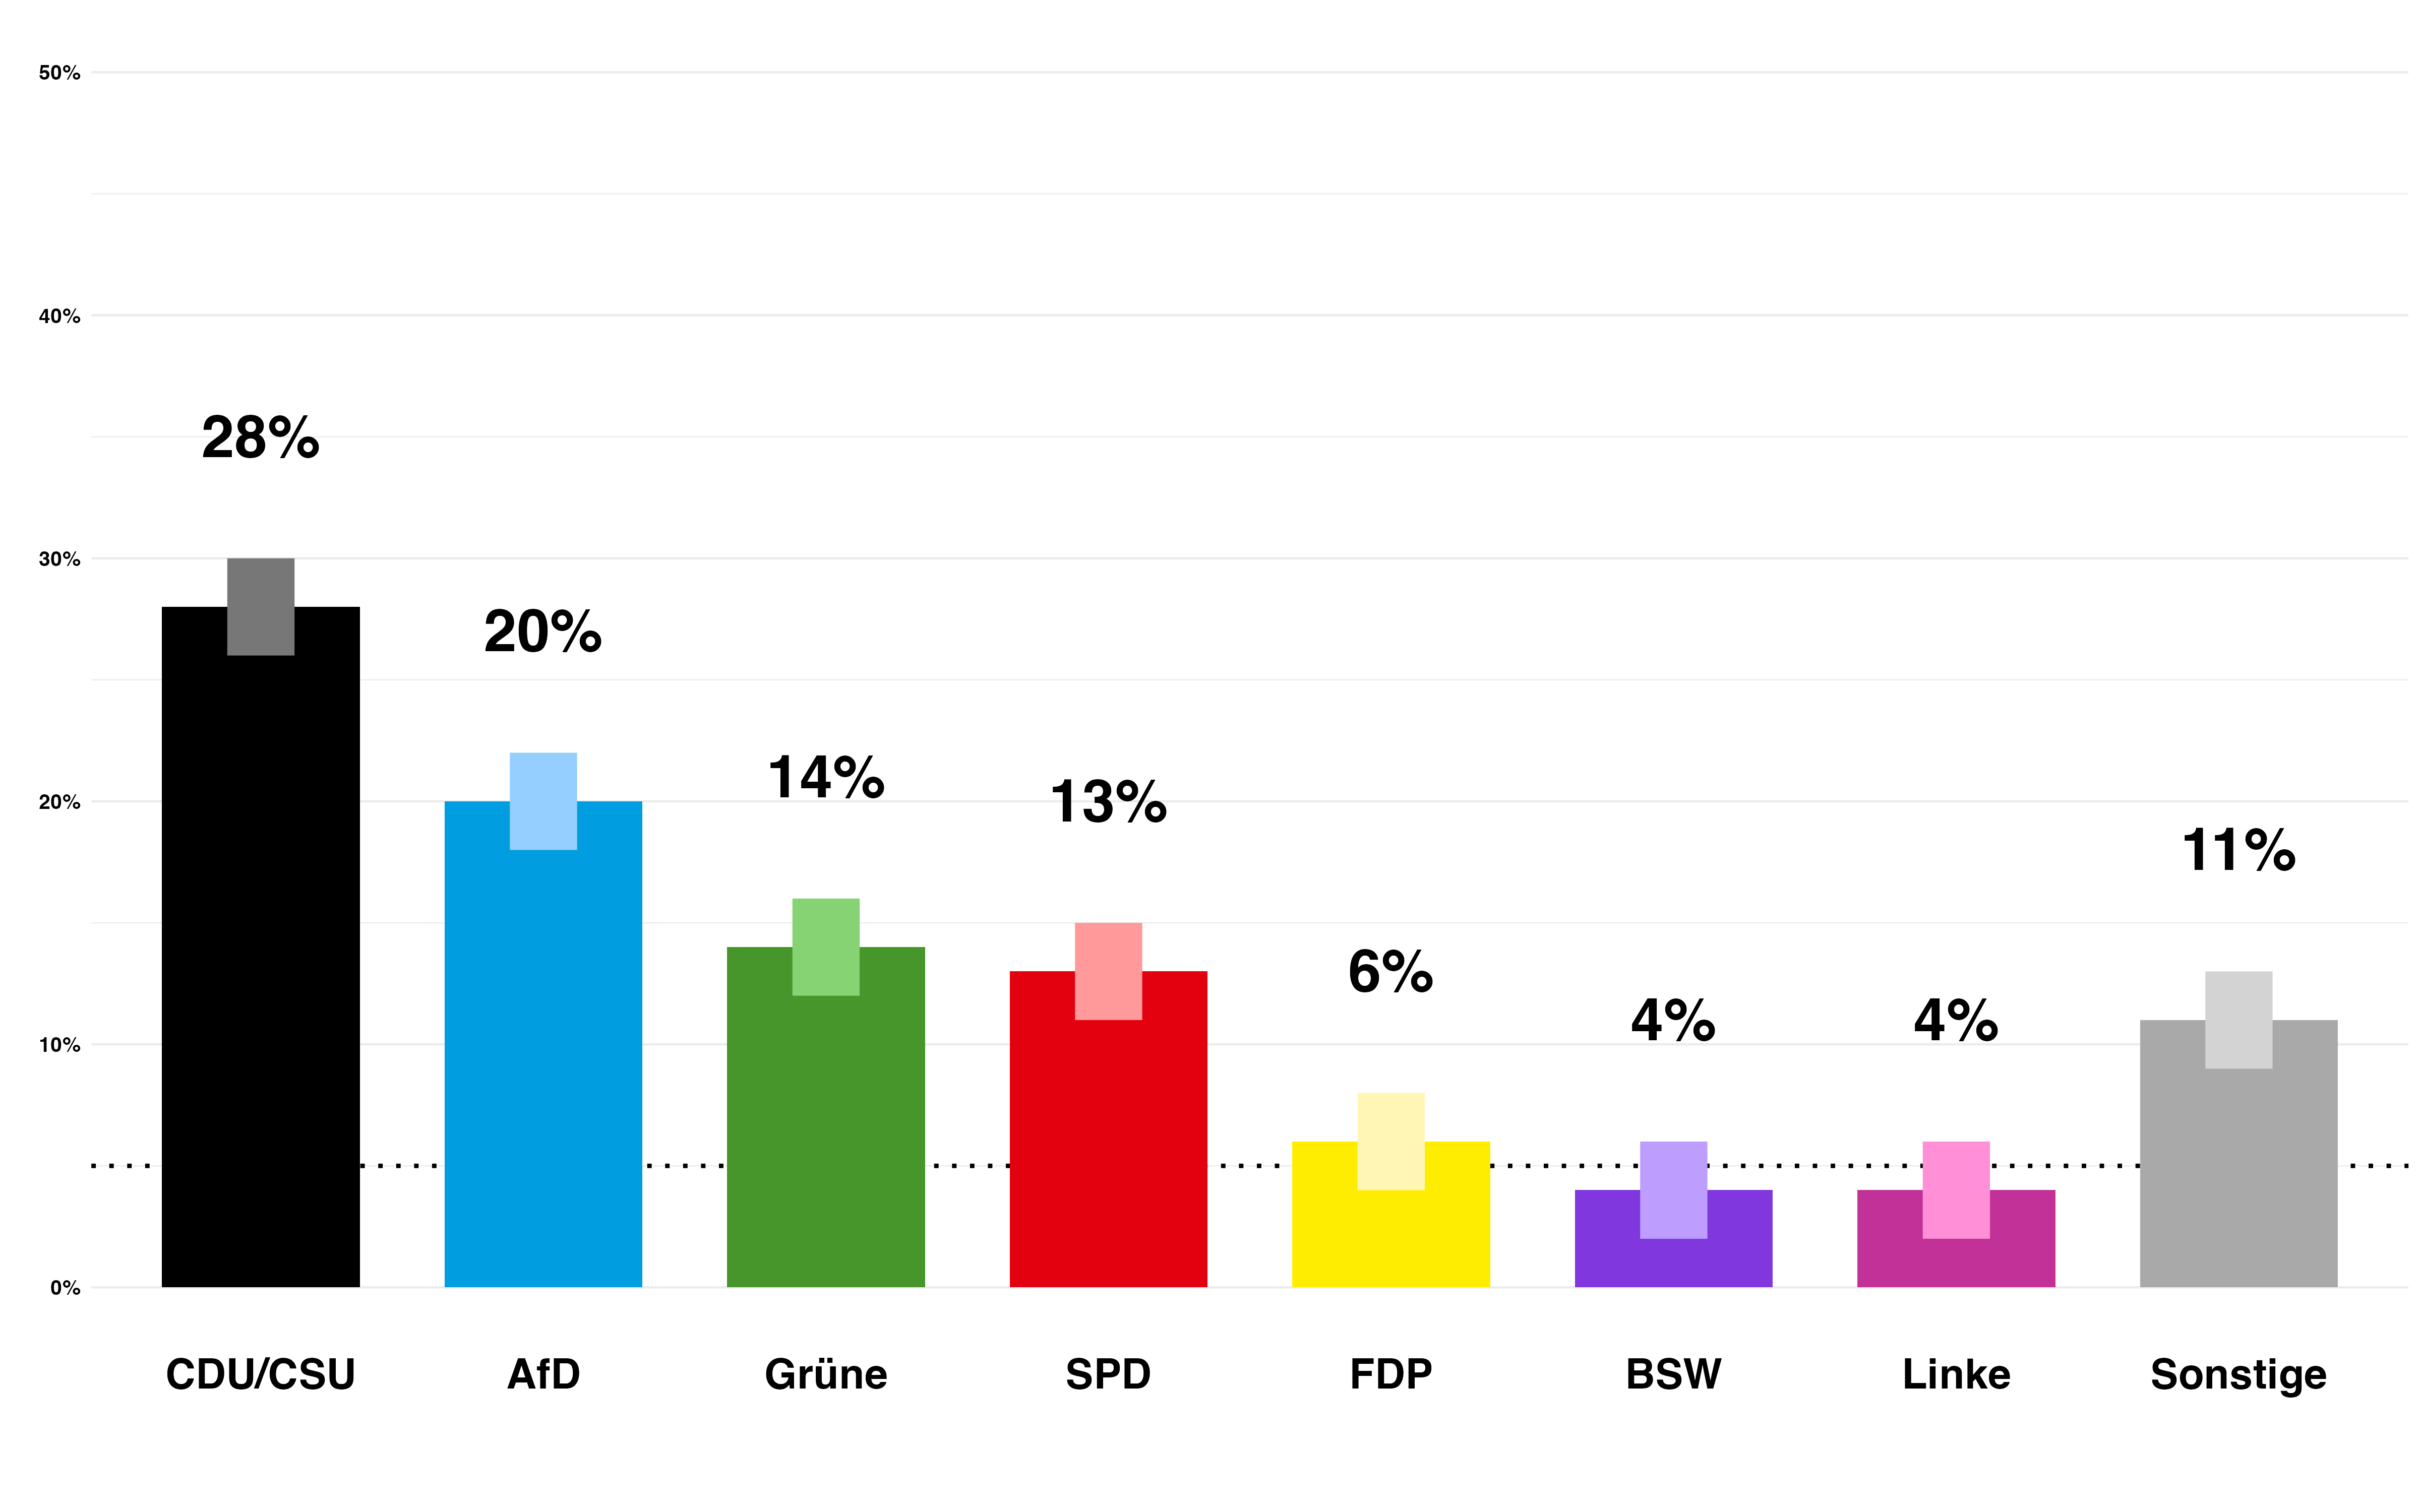 50%
40%
30%
20%
10%
0%
28%
20%
14%
13%
6%
4%
4%
11%
CDU/CSU
AfD
Grüne
SPD
FDP
BSW
Linke
Sonstige